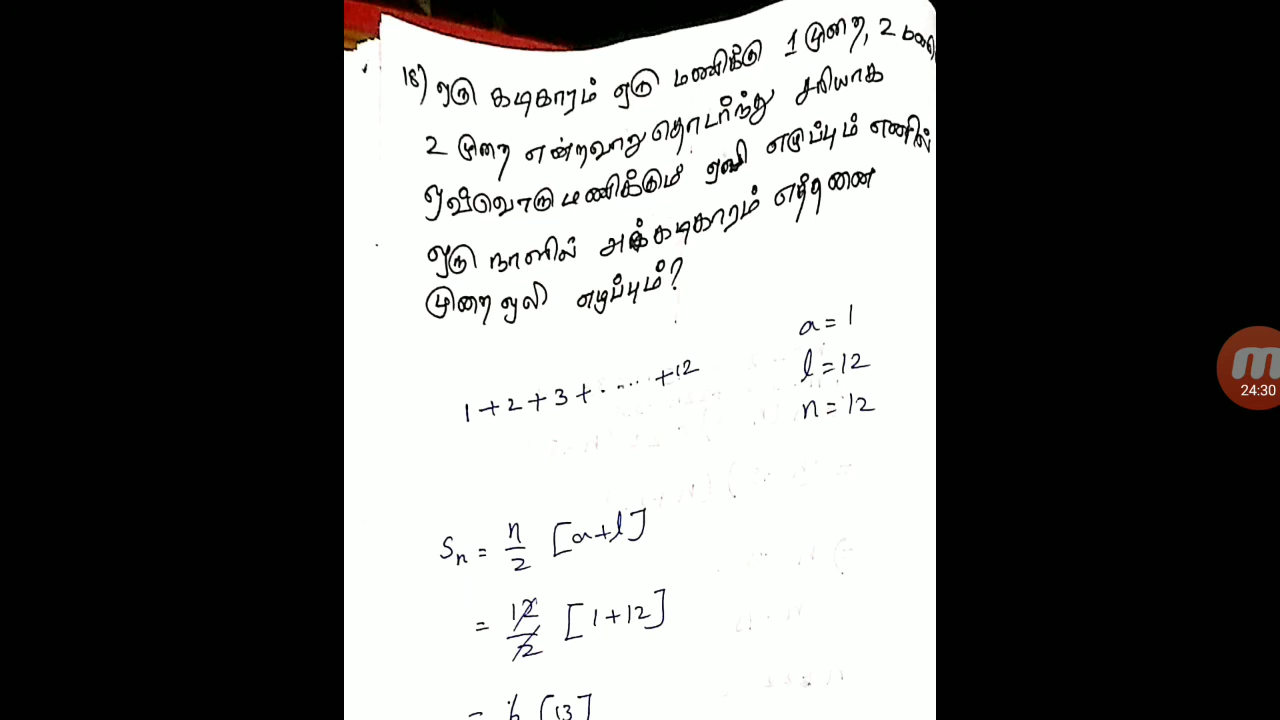 18) ஒரு கடிகாரம் ஒரு மணிக்கு 1 முறை, 2
2 முறை என்றவாறு தொடர்ந்து சரியாக
ஒவ்வொரு மணிக்கும் ஒலி எழுப்பும் எனில்
ஒரு நாளில் அக்கடிகாரம் எத்தனை
முறை ஒலி எழுப்பும்?
a = 1
1 + 2 + 3 + ...... + 12
l = 12
n = 12
Sn = n/2 [a+l]
= 12/2 [1+12]
= 6 [13]
24:30